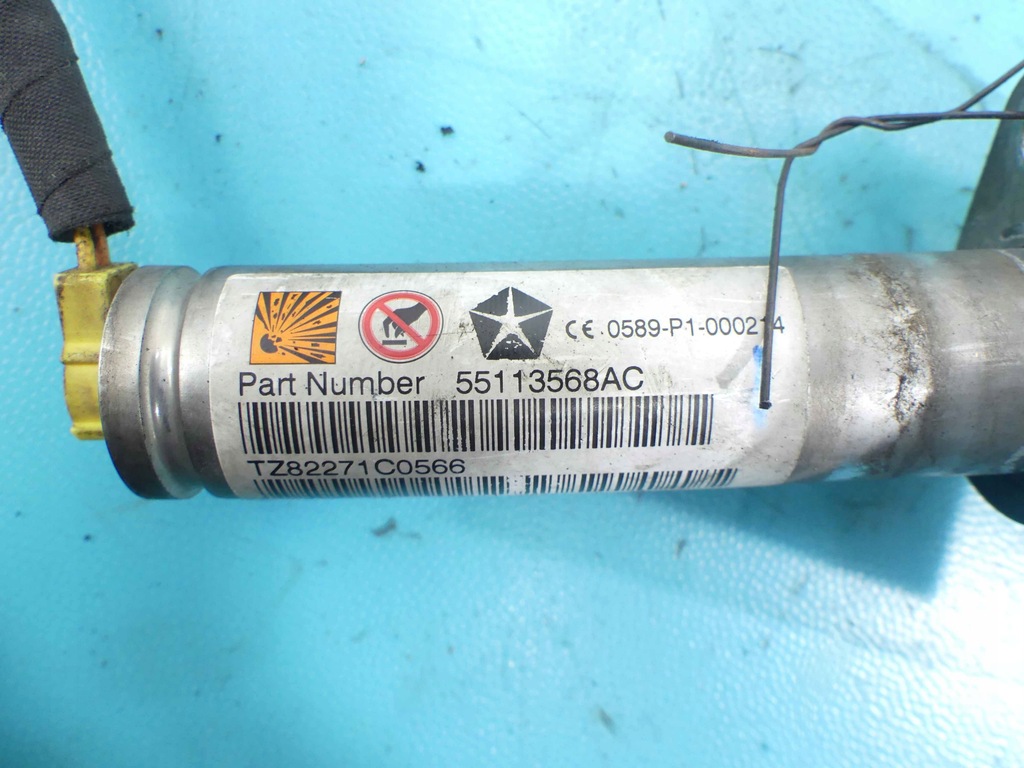 CE 0589-P1-000214
Part Number 55113568AC
TZ82271C0566